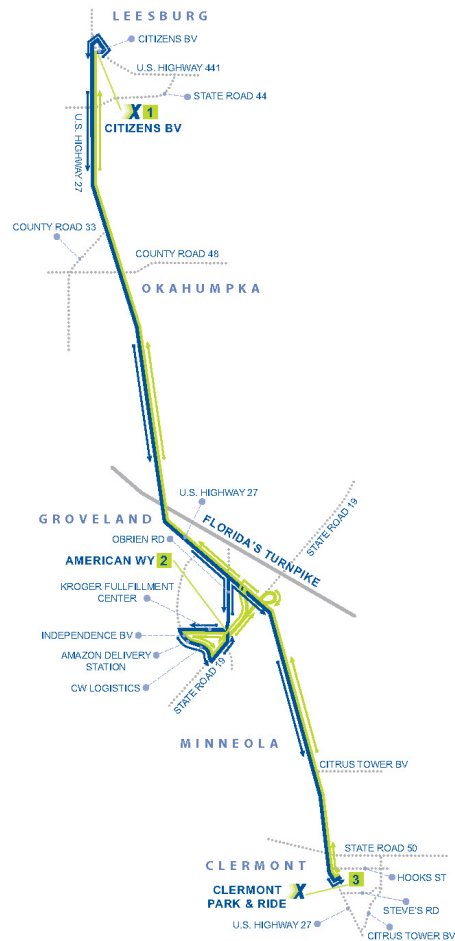 LEESBURG
CITIZENS BV
U.S. HIGHWAY 441
STATE ROAD 44
X 1
CITIZENS BV
U.S. HIGHWAY 27
COUNTY ROAD 33
COUNTY ROAD 48
OKAHUMPKA
U.S. HIGHWAY 27
GROVELAND
FLORIDA'S TURNPIKE
STATE ROAD 19
OBRIEN RD
AMERICAN WY 2
KROGER FULLFILLMENT
CENTER
INDEPENDENCE BV
AMAZON DELIVERY
STATION
CW LOGISTICS
STATE ROAD 19
MINNEOLA
CITRUS TOWER BV
STATE ROAD 50
CLERMONT
3
HOOKS ST
CLERMONT X
PARK & RIDE
STEVE'S RD
U.S. HIGHWAY 27
CITRUS TOWER BV